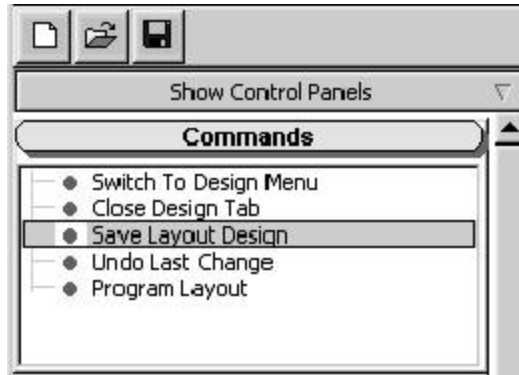 Show Control Panels
Commands
Switch To Design Menu
Close Design Tab
Save Layout Design
Undo Last Change
Program Layout